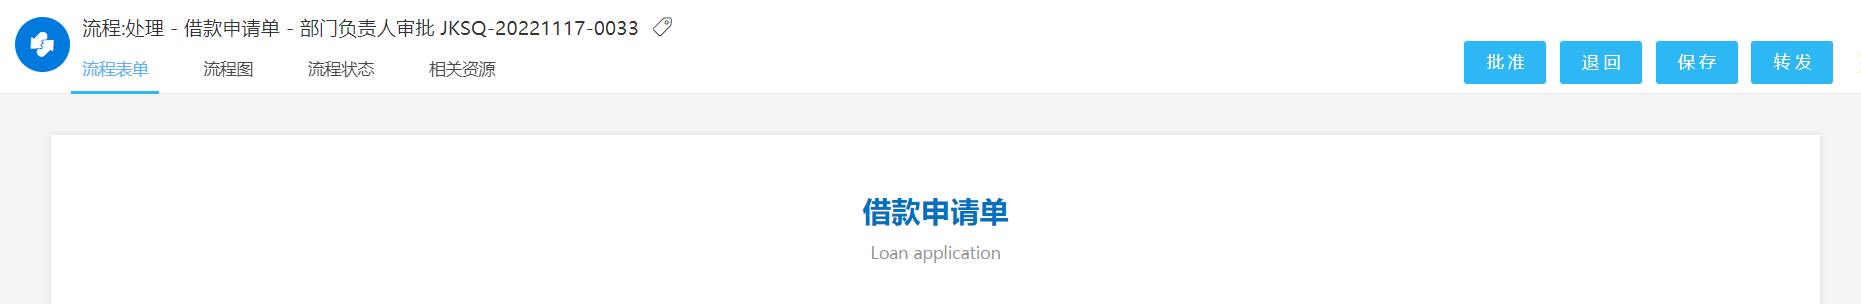 流程:处理 - 借款申请单 - 部门负责人审批 JKSQ-20221117-0033
流程表单 流程图 流程状态 相关资源
批准 退回 保存 转发
借款申请单
Loan application